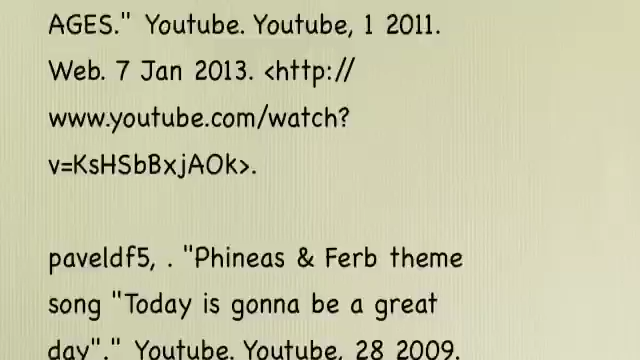 AGES." Youtube. Youtube, 1 2011.
Web. 7 Jan 2013. <http://
www.youtube.com/watch?
v=KsHSbBxjAOk>.
paveldf5, . "Phineas & Ferb theme
song "Today is gonna be a great
day"." Youtube. Youtube, 28 2009.